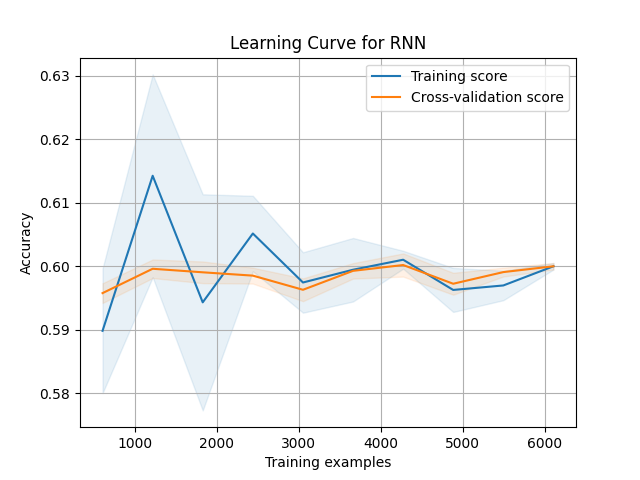 Learning Curve for RNN
Training score
Cross-validation score
0.63
0.62
0.61
0.60
0.59
0.58
Accuracy
1000 2000 3000 4000 5000 6000
Training examples